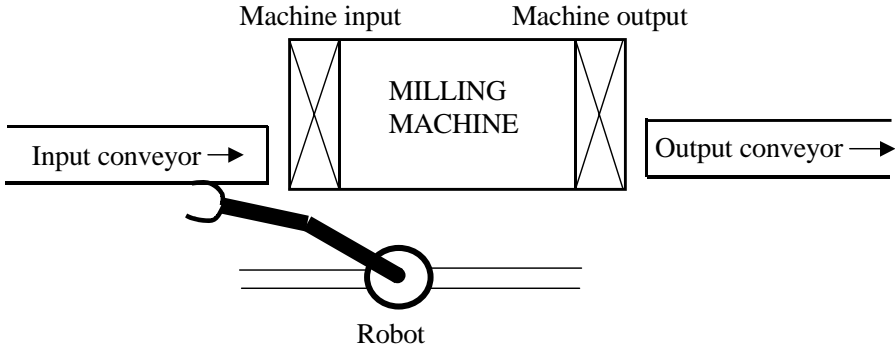 Machine input
Machine output
MILLING
MACHINE
Input conveyor
Output conveyor
Robot